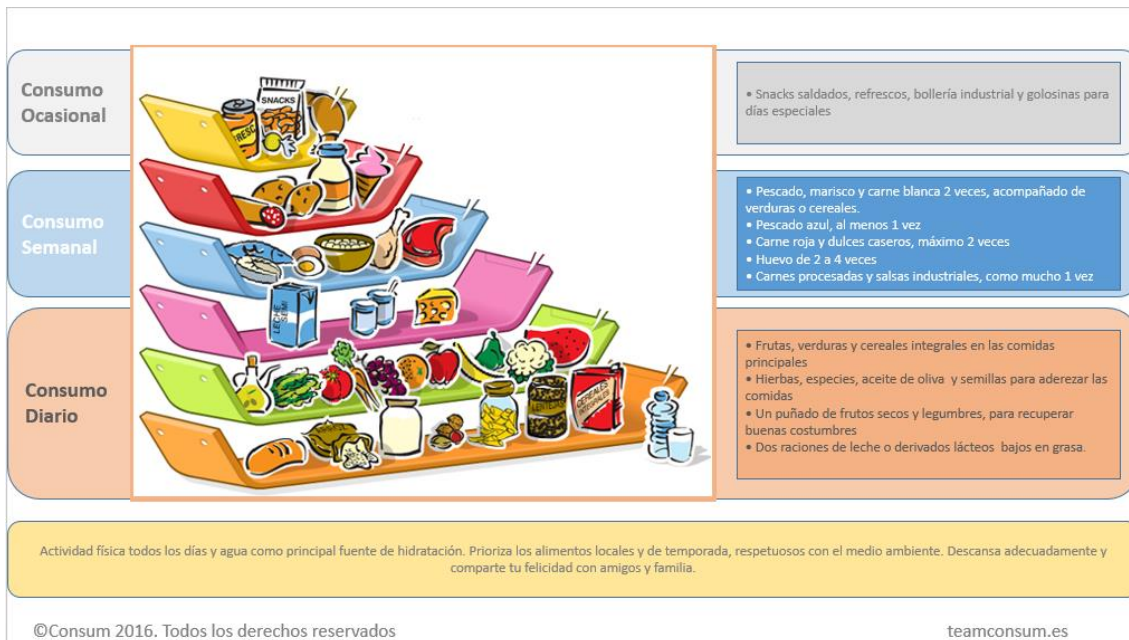 Consumo
Ocasional
SNACKS
FRESC
• Snacks saldados, refrescos, bollería industrial y golosinas para
días especiales
Consumo
Semanal
• Pescado, marisco y carne blanca 2 veces, acompañado de
verduras o cereales.
• Pescado azul, al menos 1 vez
• Carne roja y dulces caseros, máximo 2 veces
• Huevo de 2 a 4 veces
• Carnes procesadas y salsas industriales, como mucho 1 vez
LECHE
SEMI
Consumo
Diario
LENTEJAS
CEREALES
INTEGRALES
• Frutas, verduras y cereales integrales en las comidas
principales
• Hierbas, especies, aceite de oliva y semillas para aderezar las
comidas
• Un puñado de frutos secos y legumbres, para recuperar
buenas costumbres
• Dos raciones de leche o derivados lácteos bajos en grasa.
Actividad física todos los días y agua como principal fuente de hidratación. Prioriza los alimentos locales y de temporada, respetuosos con el medio ambiente. Descansa adecuadamente y
comparte tu felicidad con amigos y familia.
©Consum 2016. Todos los derechos reservados
teamconsum.es